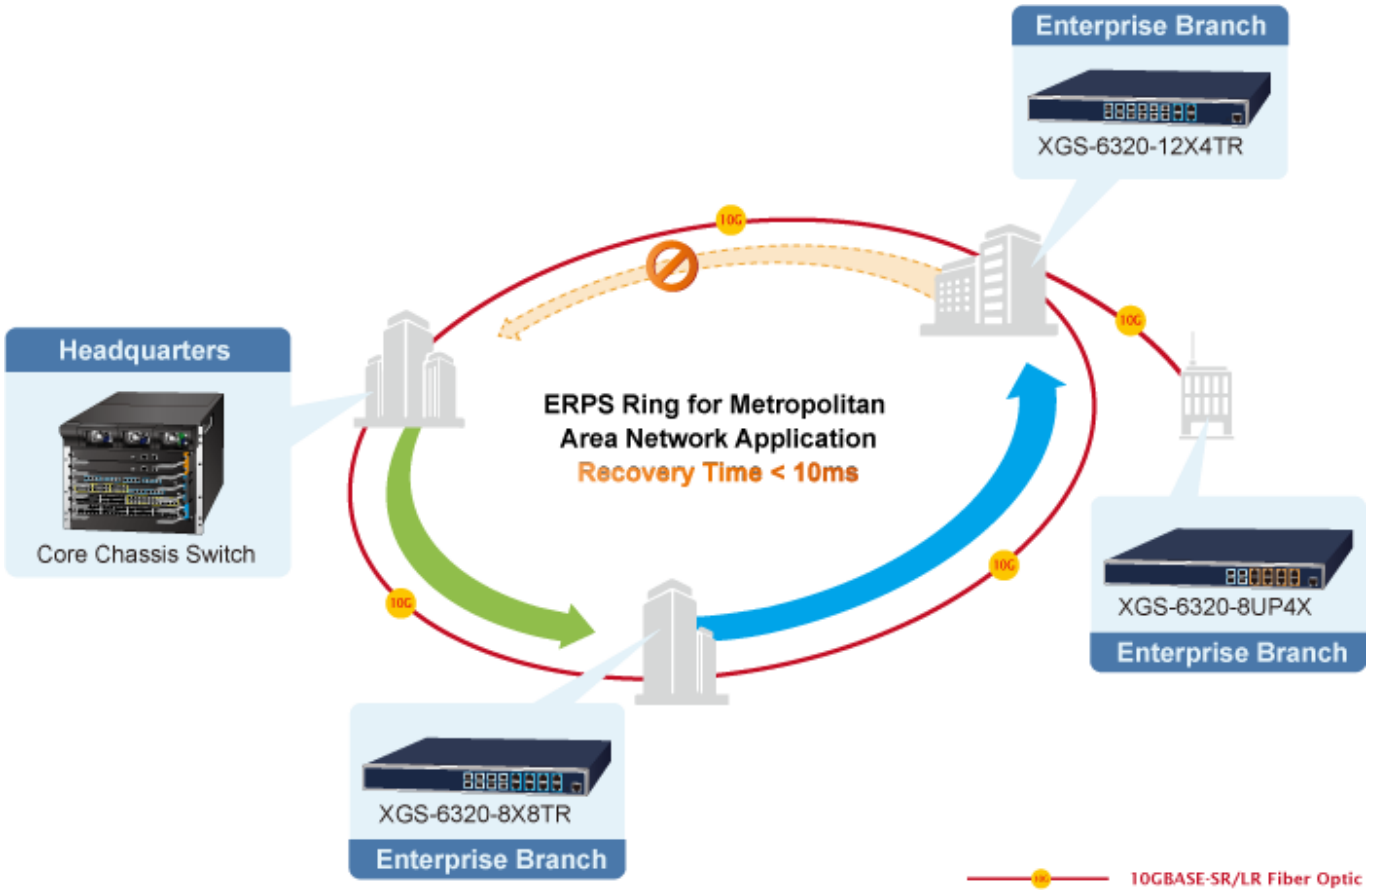 Enterprise Branch
XGS-6320-12X4TR
10G
10G
Headquarters
ERPS Ring for Metropolitan
Area Network Application
Recovery Time < 10ms
Core Chassis Switch
10G
10G
XGS-6320-8UP4X
Enterprise Branch
XGS-6320-8X8TR
Enterprise Branch
10G
10GBASE-SR/LR Fiber Optic